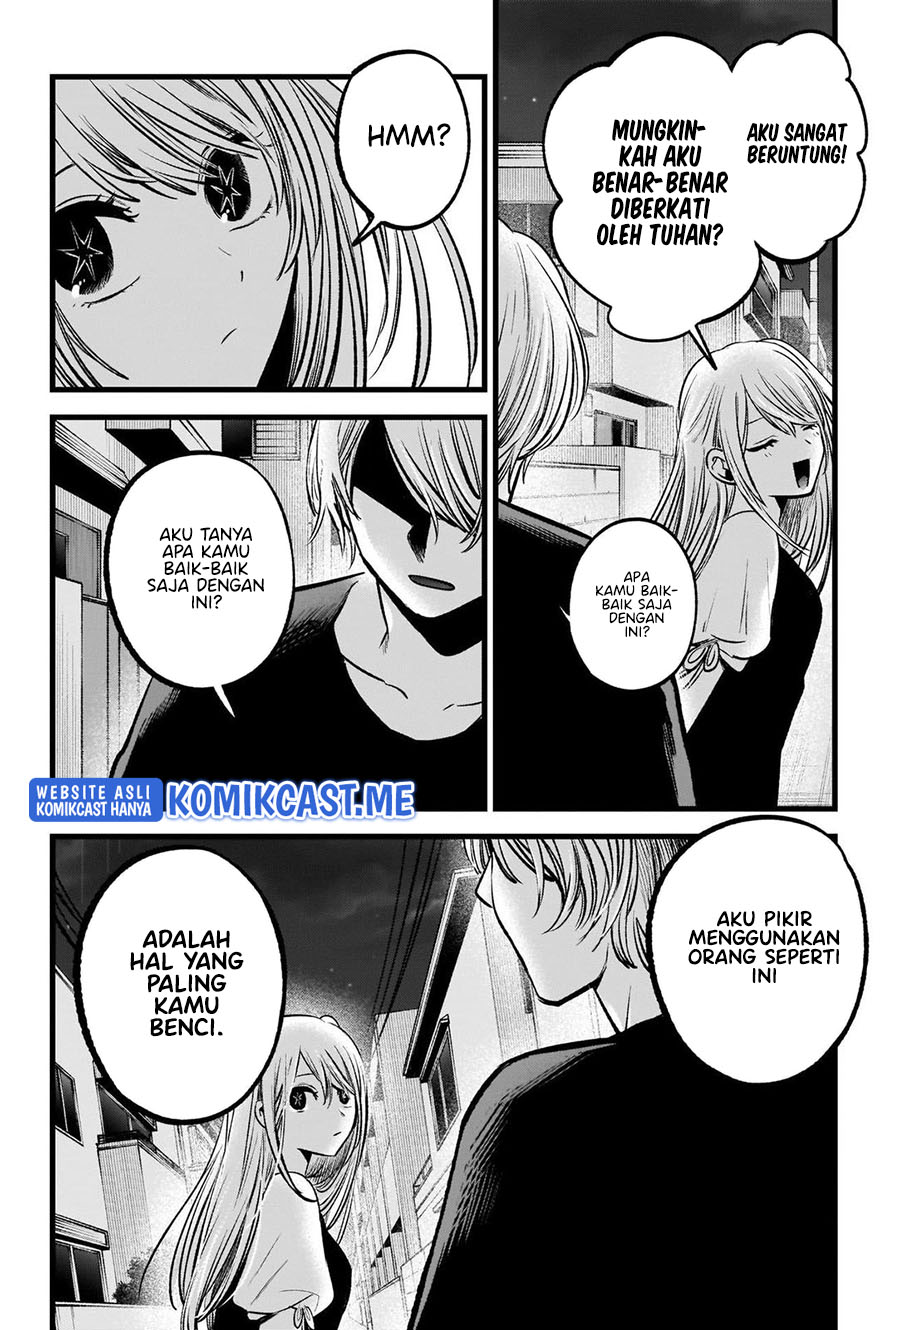 AKU SANGAT
BERUNTUNG!
MUNGKIN-
KAH AKU
BENAR-BENAR
DIBERKATI
OLEH TUHAN?
APA
KAMU BAIK-
BAIK SAJA
DENGAN
INI?
HMM?
AKU TANYA
APA KAMU
BAIK-BAIK
SAJA DENGAN
INI?
WEBSITE ASLI
KOMIKCAST HANYA
KOMIKCAST.ME
AKU PIKIR
MENGGUNAKAN
ORANG SEPERTI
INI
ADALAH
HAL YANG
PALING
KAMU
BENCI.